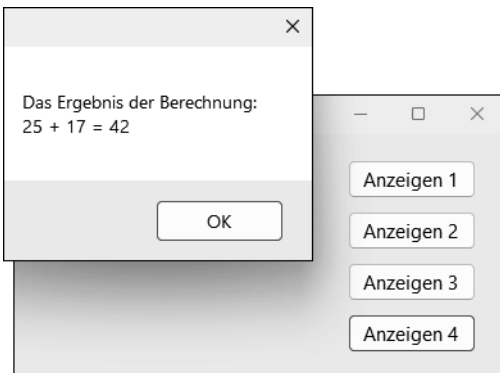 Das Ergebnis der Berechnung:
25 + 17 = 42
OK
Anzeigen 1
Anzeigen 2
Anzeigen 3
Anzeigen 4